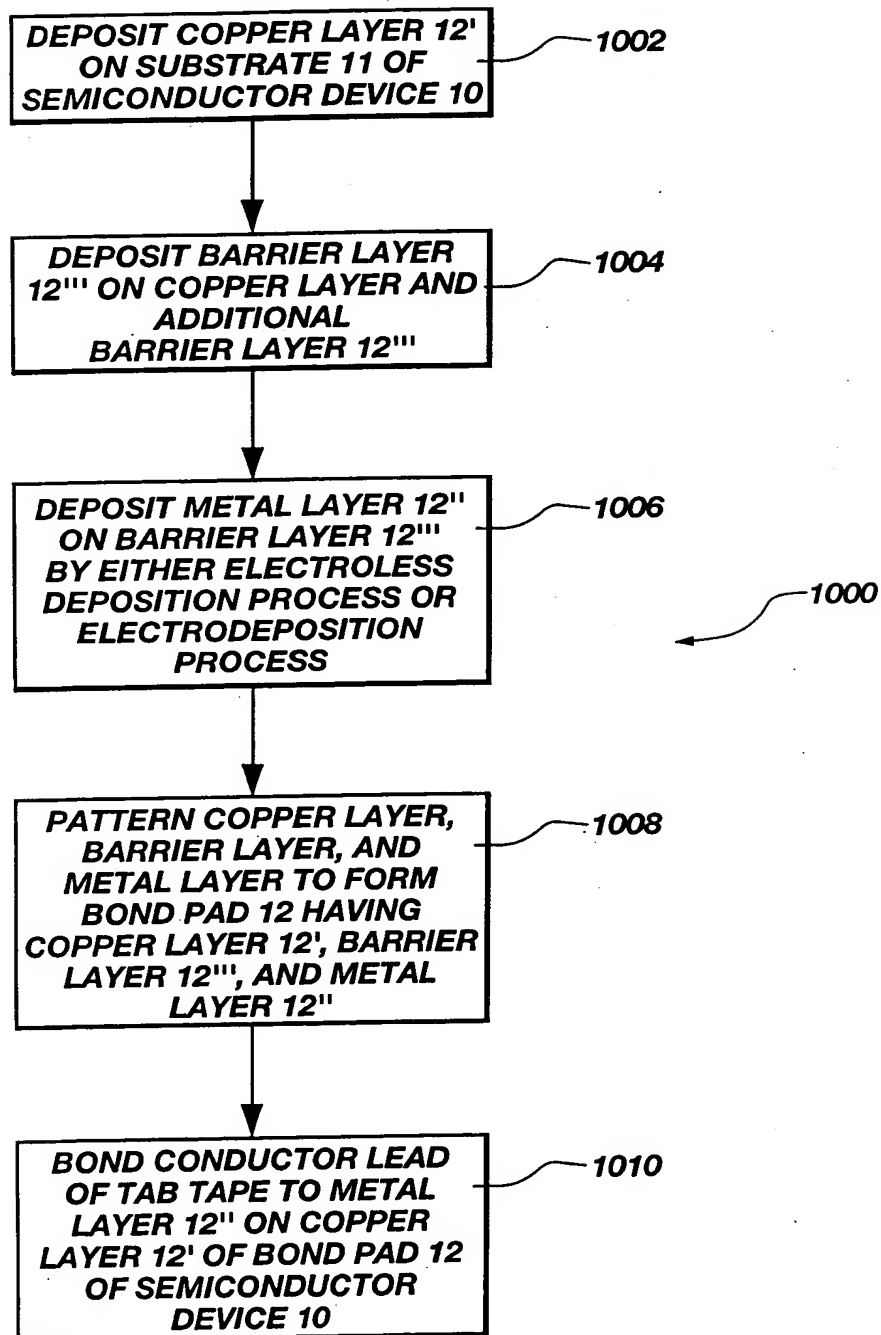 DEPOSIT COPPER LAYER 12'
ON SUBSTRATE 11 OF
SEMICONDUCTOR DEVICE 10
1002
DEPOSIT BARRIER LAYER
12''' ON COPPER LAYER AND
ADDITIONAL
BARRIER LAYER 12'''
1004
DEPOSIT METAL LAYER 12"
ON BARRIER LAYER 12'''
BY EITHER ELECTROLESS
DEPOSITION PROCESS OR
ELECTRODEPOSITION
PROCESS
1006
1000
PATTERN COPPER LAYER,
BARRIER LAYER, AND
METAL LAYER TO FORM
BOND PAD 12 HAVING
COPPER LAYER 12', BARRIER
LAYER 12''', AND METAL
LAYER 12"
1008
BOND CONDUCTOR LEAD
OF TAB TAPE TO METAL
LAYER 12" ON COPPER
LAYER 12' OF BOND PAD 12
OF SEMICONDUCTOR
DEVICE 10
1010